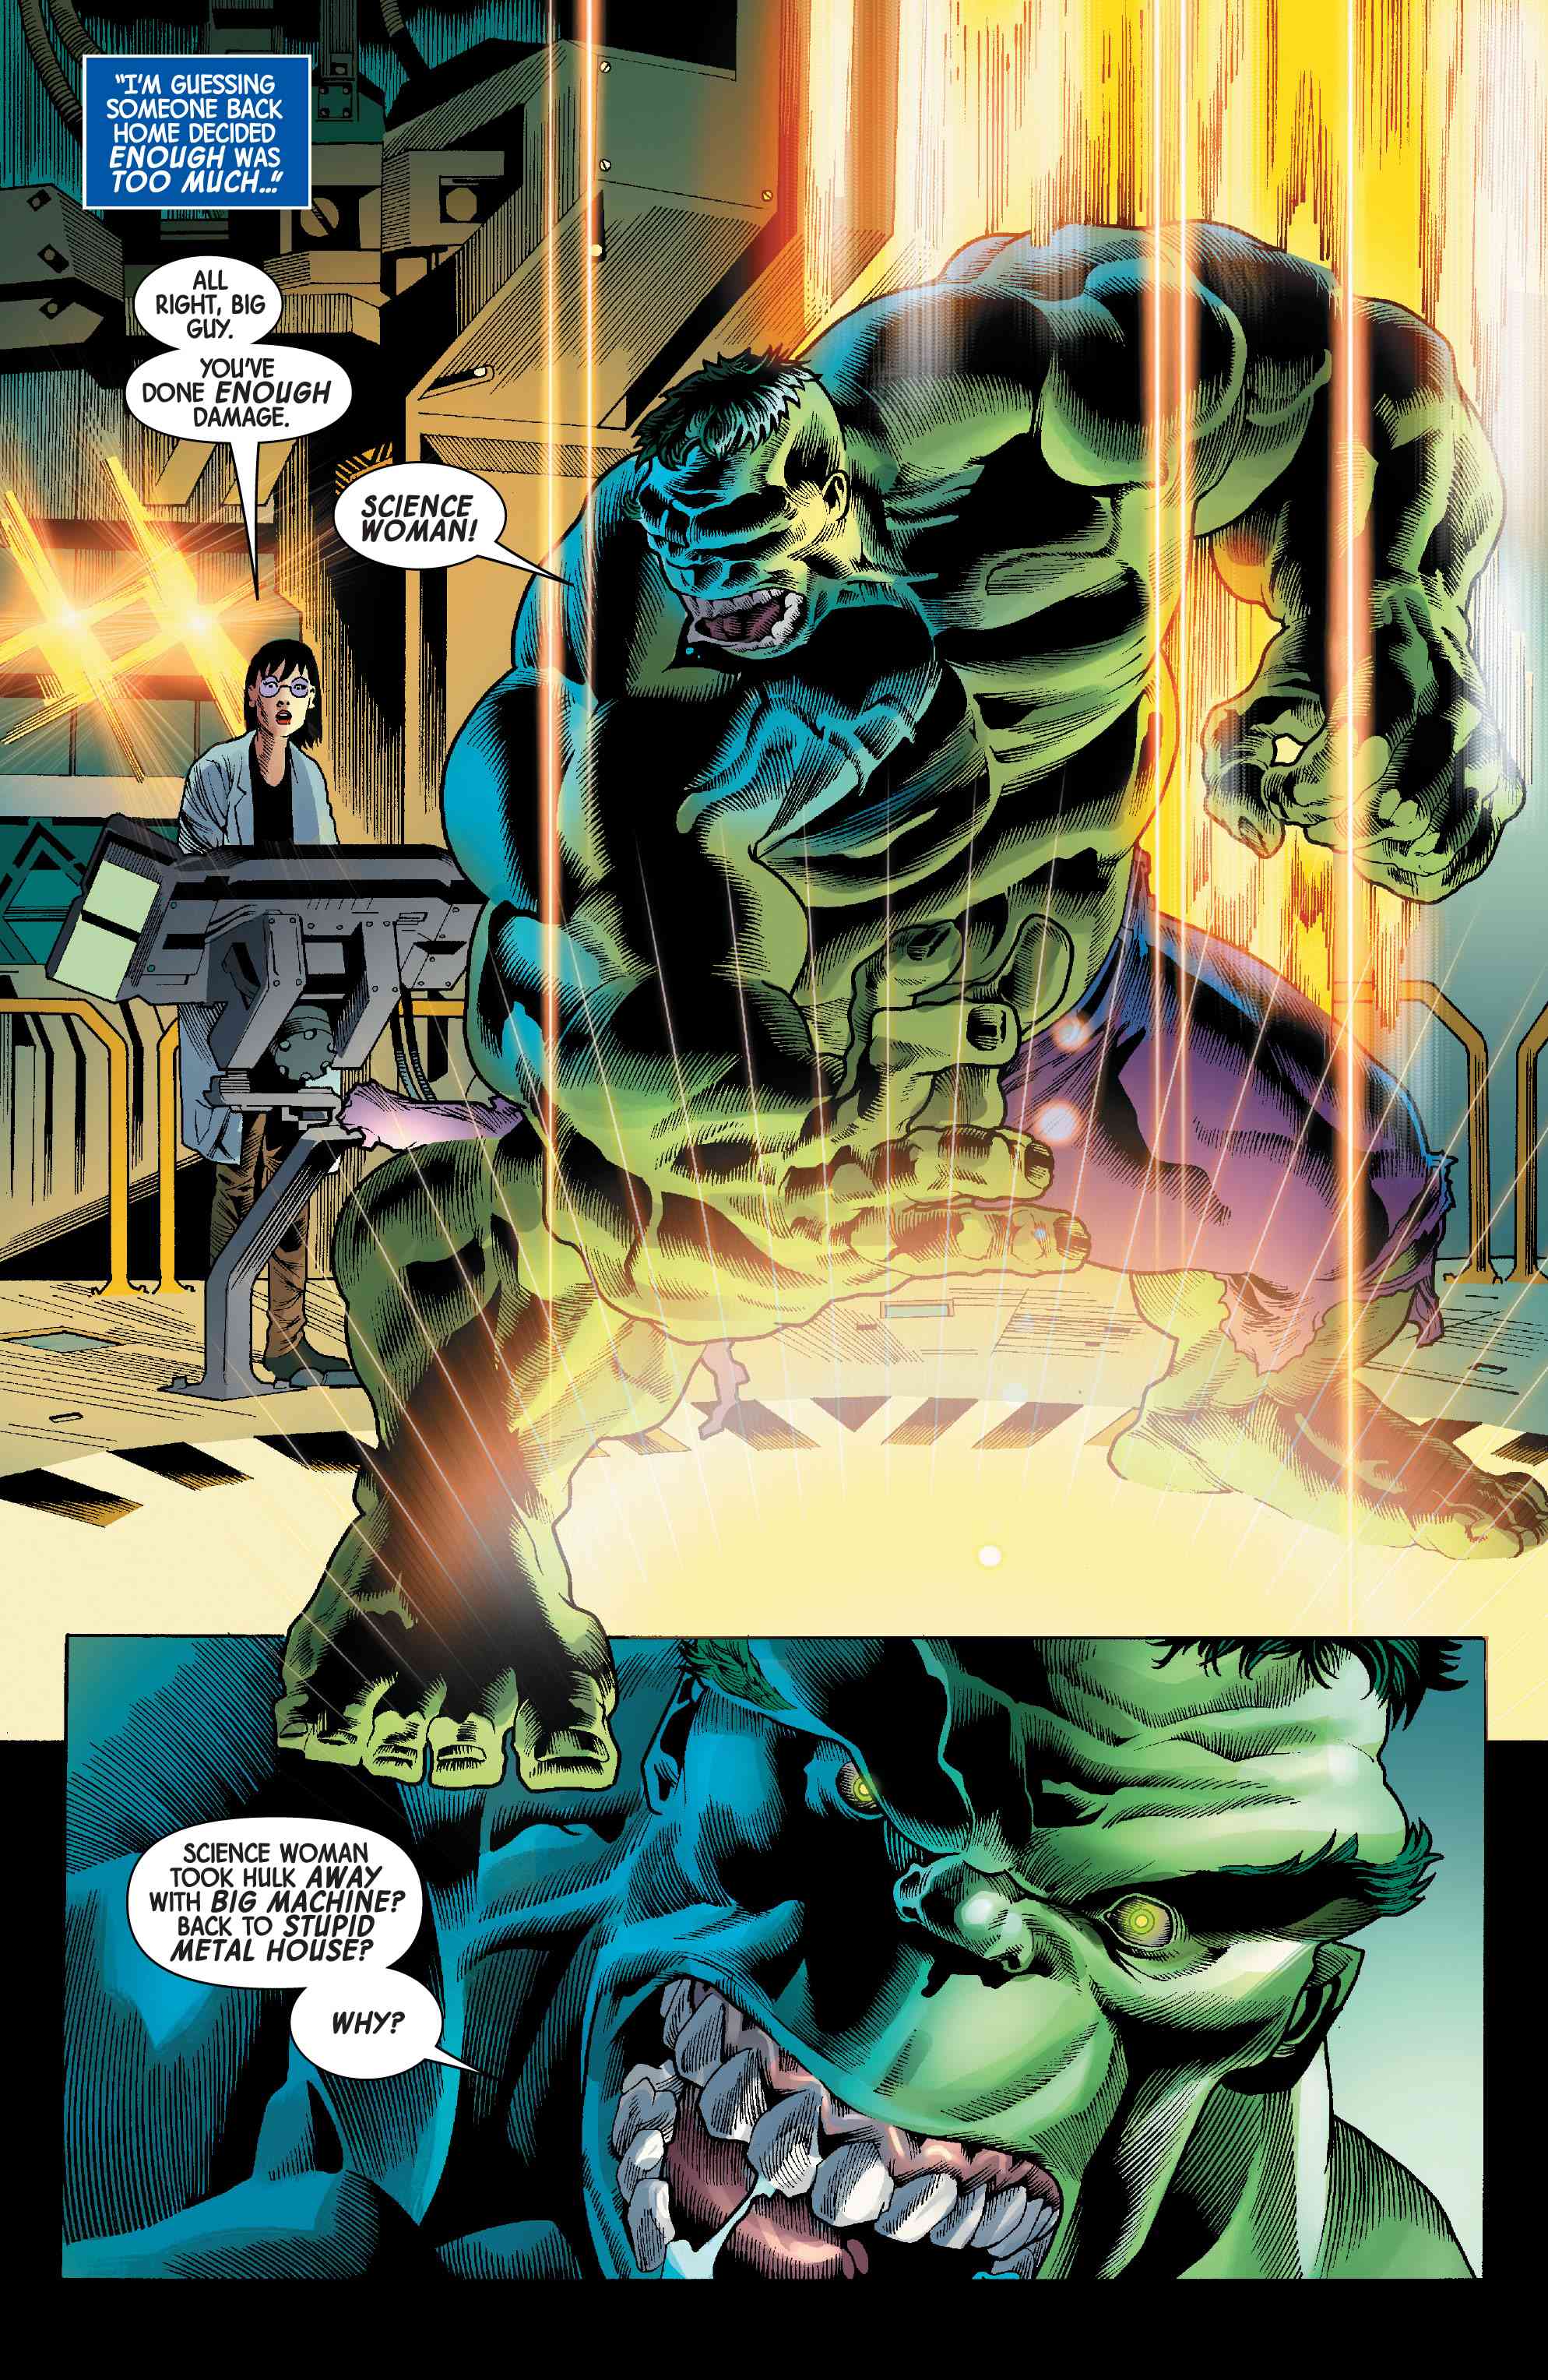 "I'M GUESSING
SOMEONE BACK
HOME DECIDED
ENOUGH WAS
TOO MUCH..."
ALL
RIGHT, BIG
GUY.
YOU'VE
DONE ENOUGH
DAMAGE.
SCIENCE
WOMAN!
SCIENCE WOMAN
TOOK HULK AWAY
WITH BIG MACHINE?
BACK TO STUPID
METAL HOUSE?
WHY?